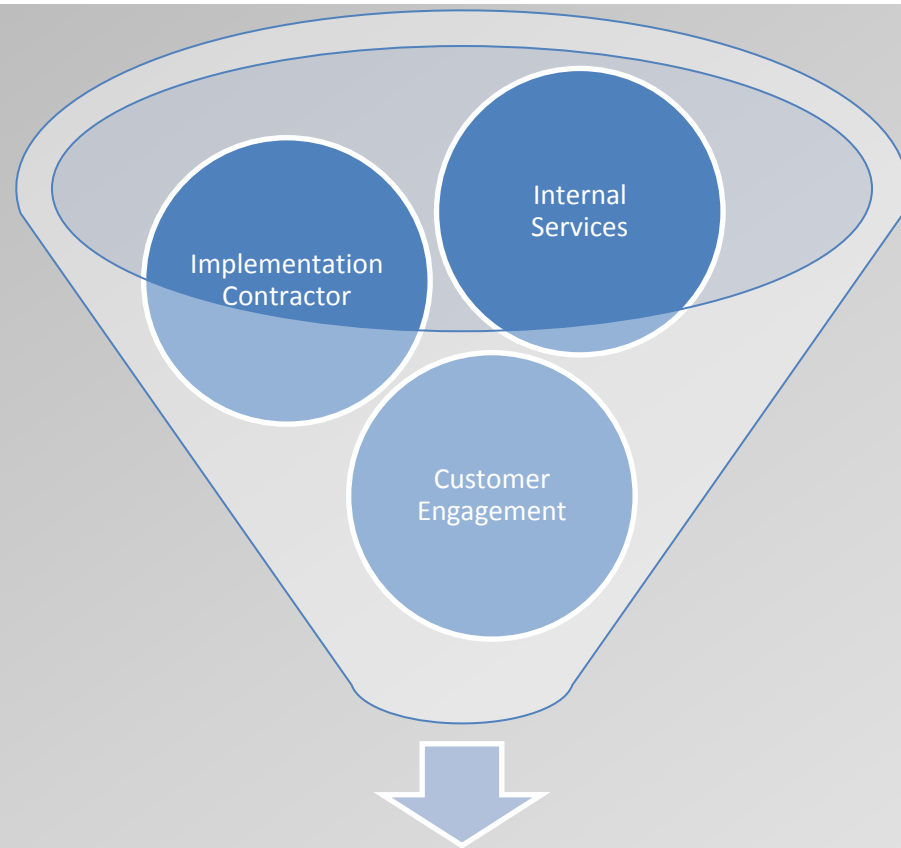 Internal
Services
Implementation
Contractor
Customer
Engagement